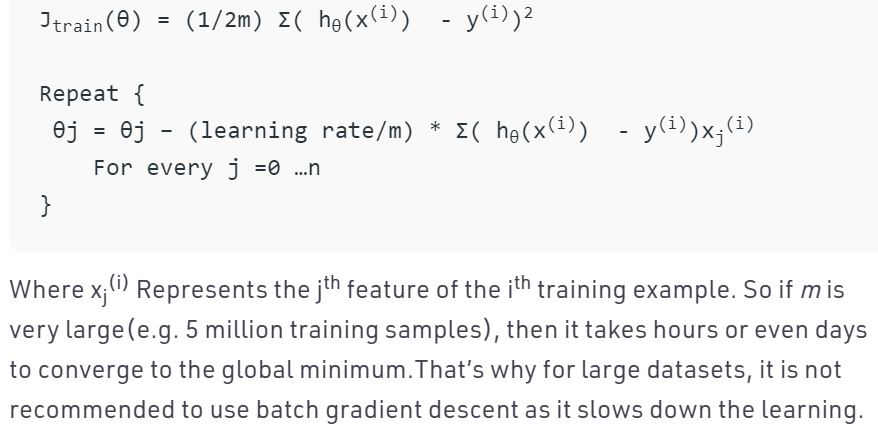 Jtrain(θ) = (1/2m) Σ( hθ(x(i)) - y(i))²
Repeat {
θj = θj – (learning rate/m) * Σ( hθ(x(i)) - y(i))xj(i)
For every j =0 …n
}
Where xj(i) Represents the jth feature of the ith training example. So if m is
very large(e.g. 5 million training samples), then it takes hours or even days
to converge to the global minimum.That’s why for large datasets, it is not
recommended to use batch gradient descent as it slows down the learning.